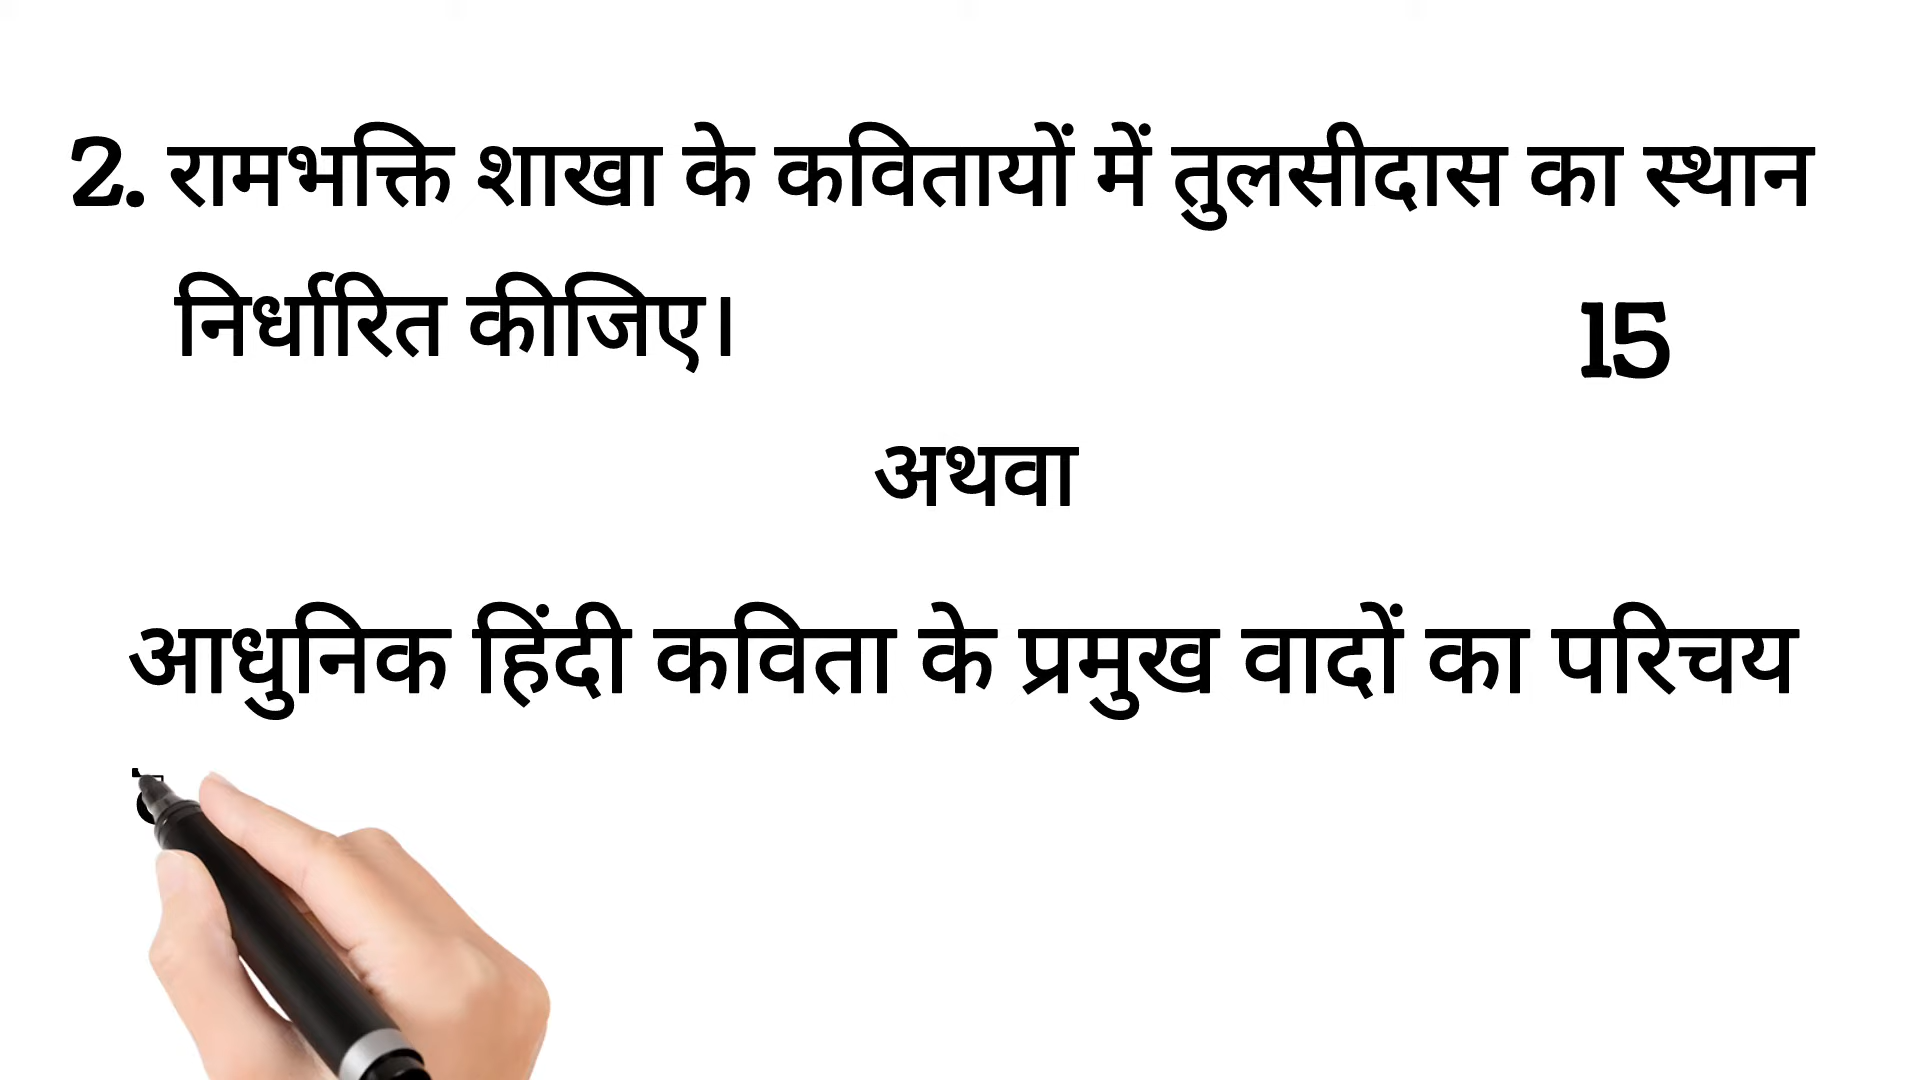 2. रामभक्ति शाखा के कवितायों में तुलसीदास का स्थान
निर्धारित कीजिए। 15
अथवा
आधुनिक हिंदी कविता के प्रमुख वादों का परिचय